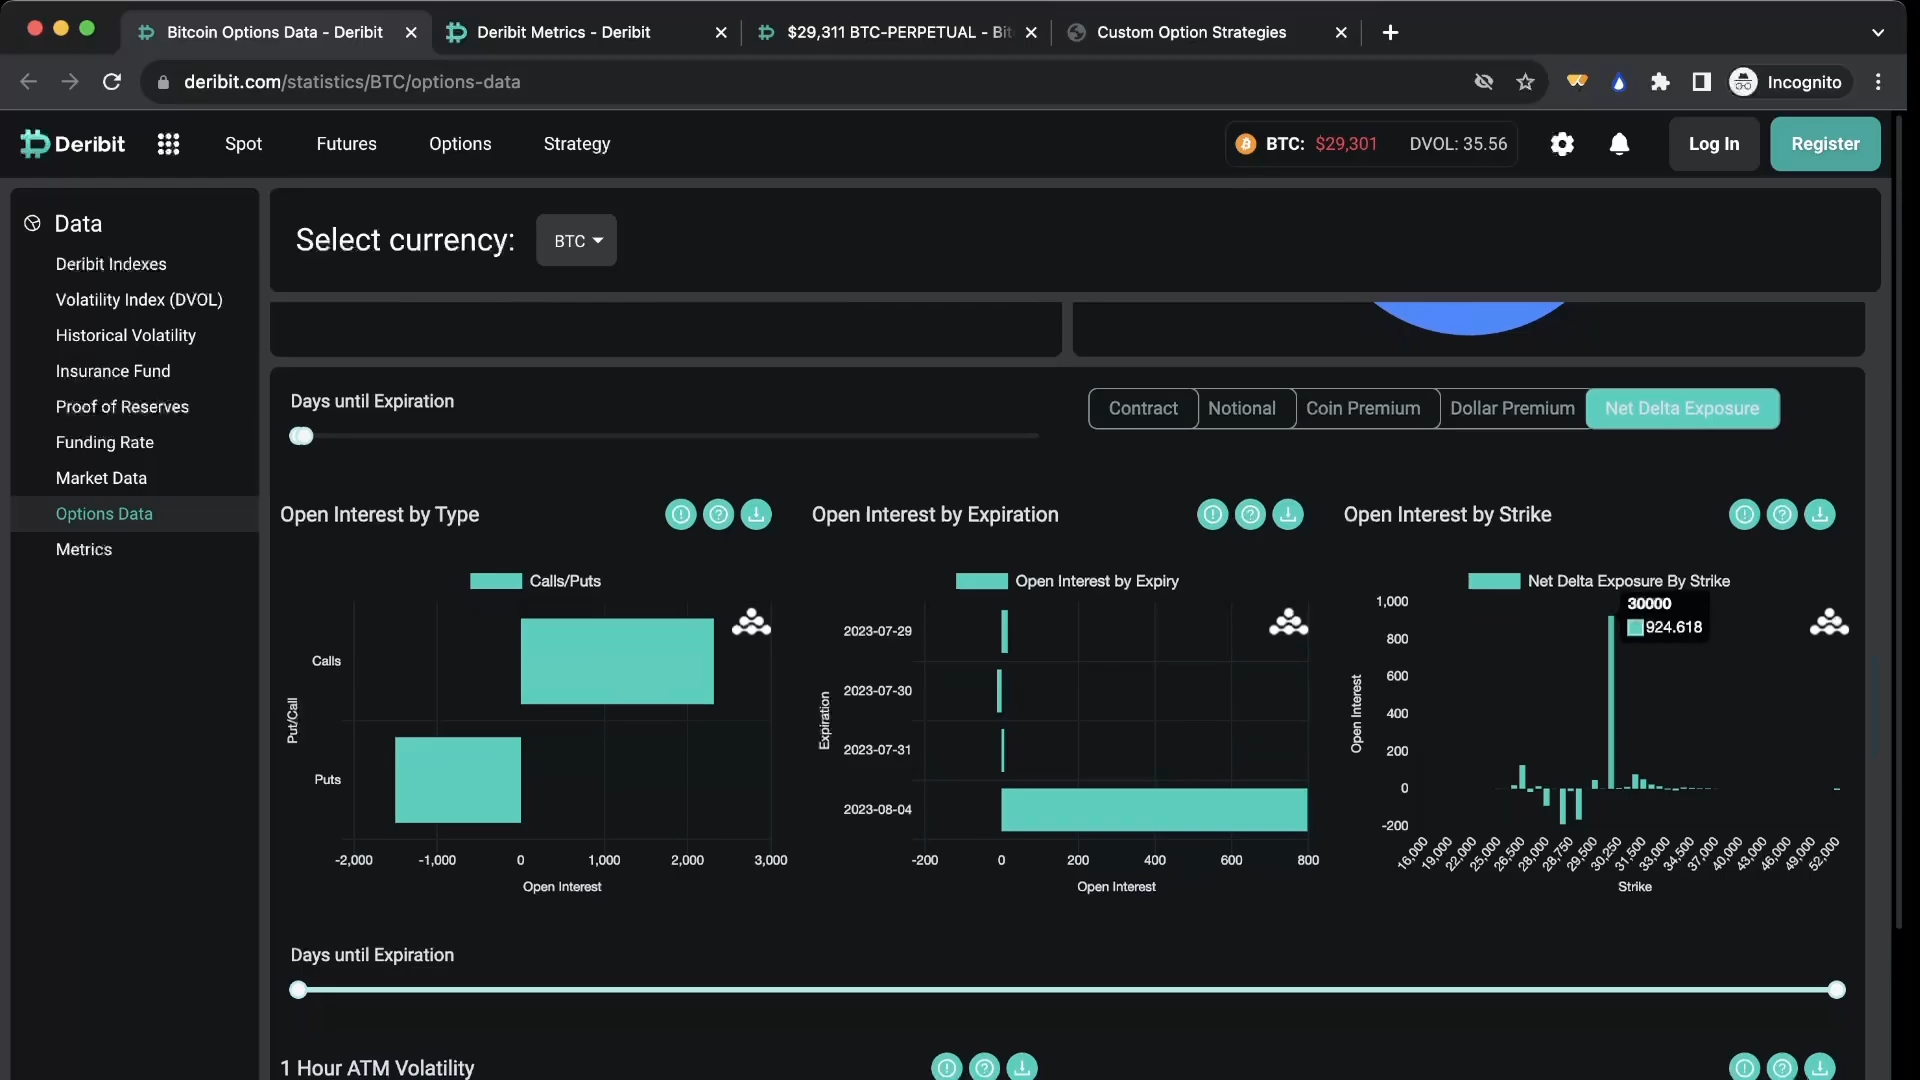 Bitcoin Options Data - Deribit
Deribit Metrics - Deribit
$29,311 BTC-PERPETUAL - Bit
Custom Option Strategies
deribit.com/statistics/BTC/options-data
Incognito
Deribit
Spot
Futures
Options
Strategy
BTC: $29,301
DVOL: 35.56
Log In
Register
Data
Deribit Indexes
Volatility Index (DVOL)
Historical Volatility
Insurance Fund
Proof of Reserves
Funding Rate
Market Data
Options Data
Metrics
Select currency:
BTC
Days until Expiration
Contract
Notional
Coin Premium
Dollar Premium
Net Delta Exposure
Open Interest by Type
Calls/Puts
Put/Call
Calls
Puts
-2,000
-1,000
0
1,000
2,000
3,000
Open Interest
Open Interest by Expiration
Open Interest by Expiry
Expiration
2023-07-29
2023-07-30
2023-07-31
2023-08-04
-200
0
200
400
600
800
Open Interest
Open Interest by Strike
Net Delta Exposure By Strike
30000
924.618
Open Interest
1,000
800
600
400
200
0
-200
16,000
19,000
22,000
25,000
26,500
28,000
28,750
29,500
30,250
31,500
33,000
34,500
37,000
40,000
43,000
46,000
49,000
52,000
Strike
Days until Expiration
1 Hour ATM Volatility